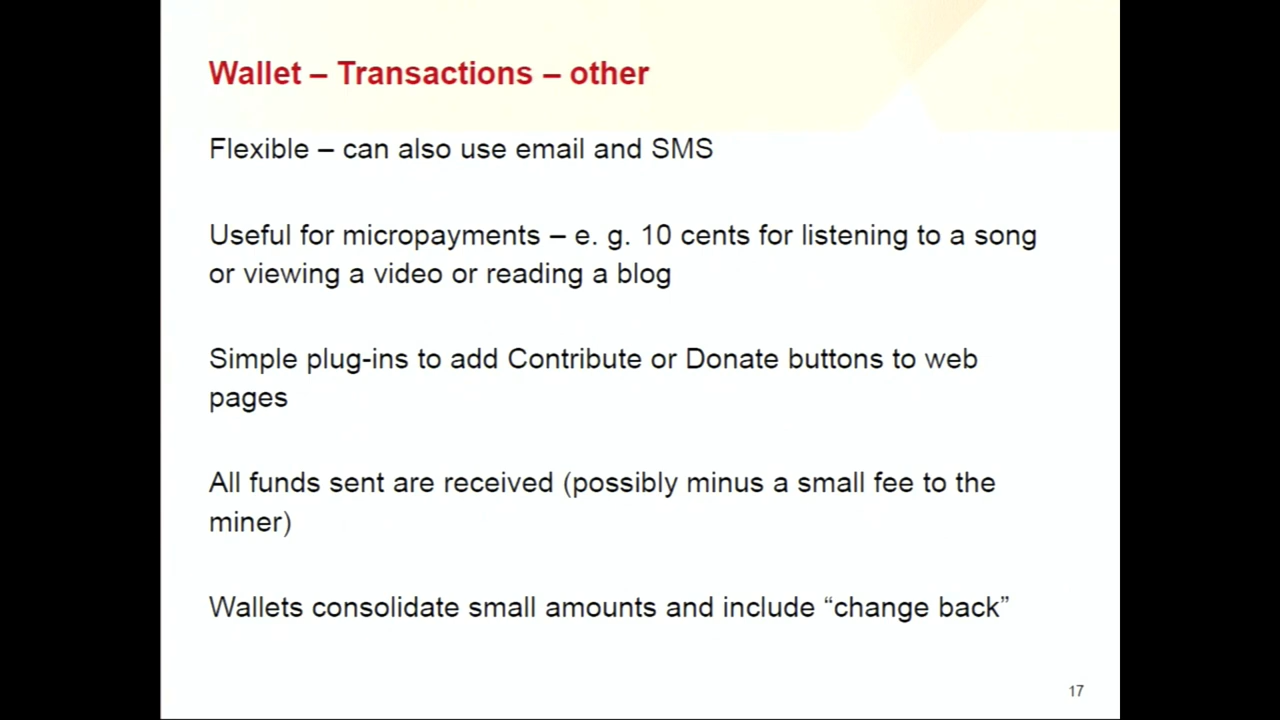 Wallet – Transactions – other
Flexible – can also use email and SMS
Useful for micropayments – e. g. 10 cents for listening to a song
or viewing a video or reading a blog
Simple plug-ins to add Contribute or Donate buttons to web
pages
All funds sent are received (possibly minus a small fee to the
miner)
Wallets consolidate small amounts and include “change back”
17